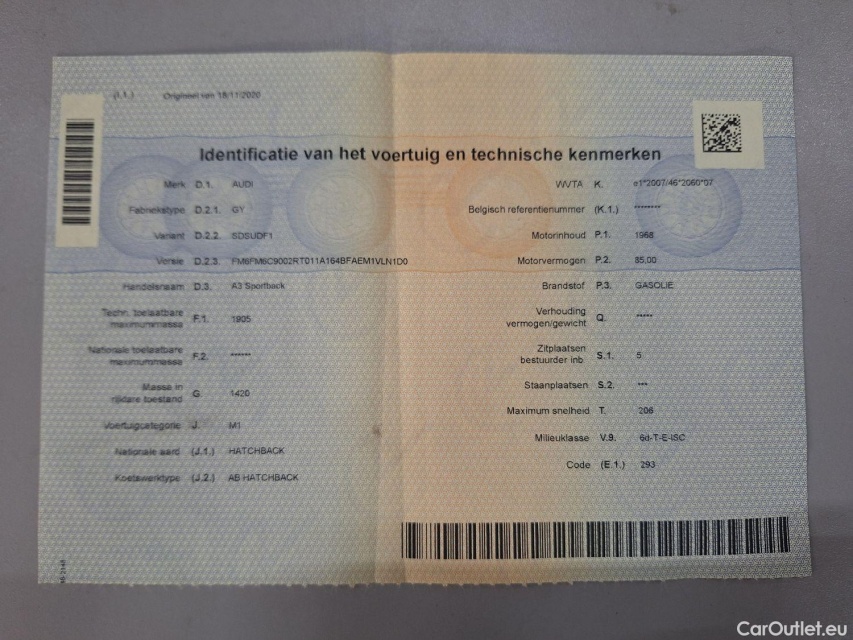 (I.1.) Origineel van 18/11/2020
Identificatie van het voertuig en technische kenmerken
Merk D.1. AUDI
Fabriekstype D.2.1. GY
Variant D.2.2. SDSUDF1
Versie D.2.3. FM6FM6C9002RT011A164BFAEM1VLN1D0
Handelsnaam D.3. A3 Sportback
Techn. toelaatbare
maximummassa F.1. 1905
Nationale toelaatbare
maximummassa F.2. ******
Massa in
rijklare toestand G. 1420
Voertuigcategorie J. M1
Nationale aard (J.1.) HATCHBACK
Koetswerktype (J.2.) AB HATCHBACK
WVTA K. e1*2007/46*2060*07
Belgisch referentienummer (K.1.) ********
Motorinhoud P.1. 1968
Motorvermogen P.2. 85,00
Brandstof P.3. GASOLIE
Verhouding
vermogen/gewicht Q. *****
Zitplaatsen
bestuurder inb. S.1. 5
Staanplaatsen S.2. ***
Maximum snelheid T. 206
Milieuklasse V.9. 6d-T-E-ISC
Code (E.1.) 293
CarOutlet.eu